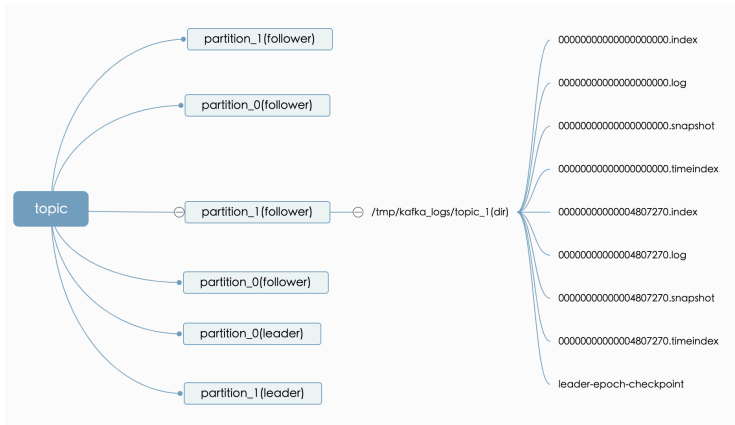 topic
partition_1(follower)
partition_0(follower)
partition_1(follower)
partition_0(follower)
partition_0(leader)
partition_1(leader)
/tmp/kafka_logs/topic_1(dir)
00000000000000000000.index
00000000000000000000.log
00000000000000000000.snapshot
00000000000000000000.timeindex
00000000000004807270.index
00000000000004807270.log
00000000000004807270.snapshot
00000000000004807270.timeindex
leader-epoch-checkpoint